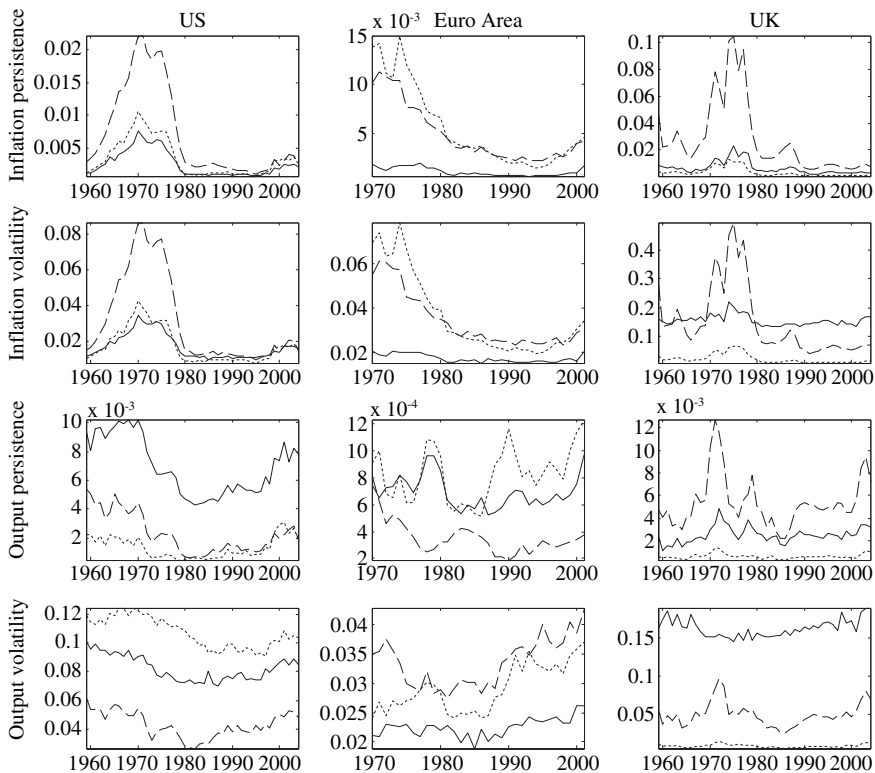 US
x 10-3 Euro Area
UK
Inflation persistence
0.02
0.015
0.01
0.005
1960 1970 1980 1990 2000
15
10
5
1970 1980 1990 2000
0.1
0.08
0.06
0.04
0.02
1960 1970 1980 1990 2000
Inflation volatility
0.08
0.06
0.04
0.02
1960 1970 1980 1990 2000
0.06
0.04
0.02
1970 1980 1990 2000
0.4
0.3
0.2
0.1
1960 1970 1980 1990 2000
Output persistence
x 10-3
10
8
6
4
2
1960 1970 1980 1990 2000
x 10-4
12
10
8
6
4
2
1970 1980 1990 2000
x 10-3
12
10
8
6
4
2
1960 1970 1980 1990 2000
Output volatility
0.12
0.1
0.08
0.06
0.04
1960 1970 1980 1990 2000
0.04
0.03
0.025
0.02
1970 1980 1990 2000
0.15
0.1
0.05
1960 1970 1980 1990 2000